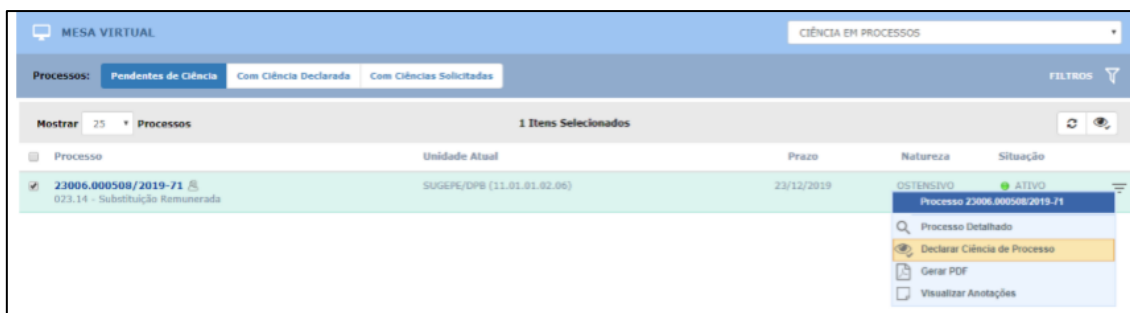 MESA VIRTUAL CIÊNCIA EM PROCESSOS
Processos: Pendentes de Ciência Com Ciência Declarada Com Ciências Solicitadas FILTROS
Mostrar 25 Processos 1 Itens Selecionados
Processo Unidade Atual Prazo Natureza Situação
23006.000508/2019-71 SUGEPE/DPB (11.01.01.02.06) 23/12/2019 OSTENSIVO ATIVO
023.14 - Substituição Remunerada
Processo 23006.000508/2019-71
Processo Detalhado
Declarar Ciência de Processo
Gerar PDF
Visualizar Anotações